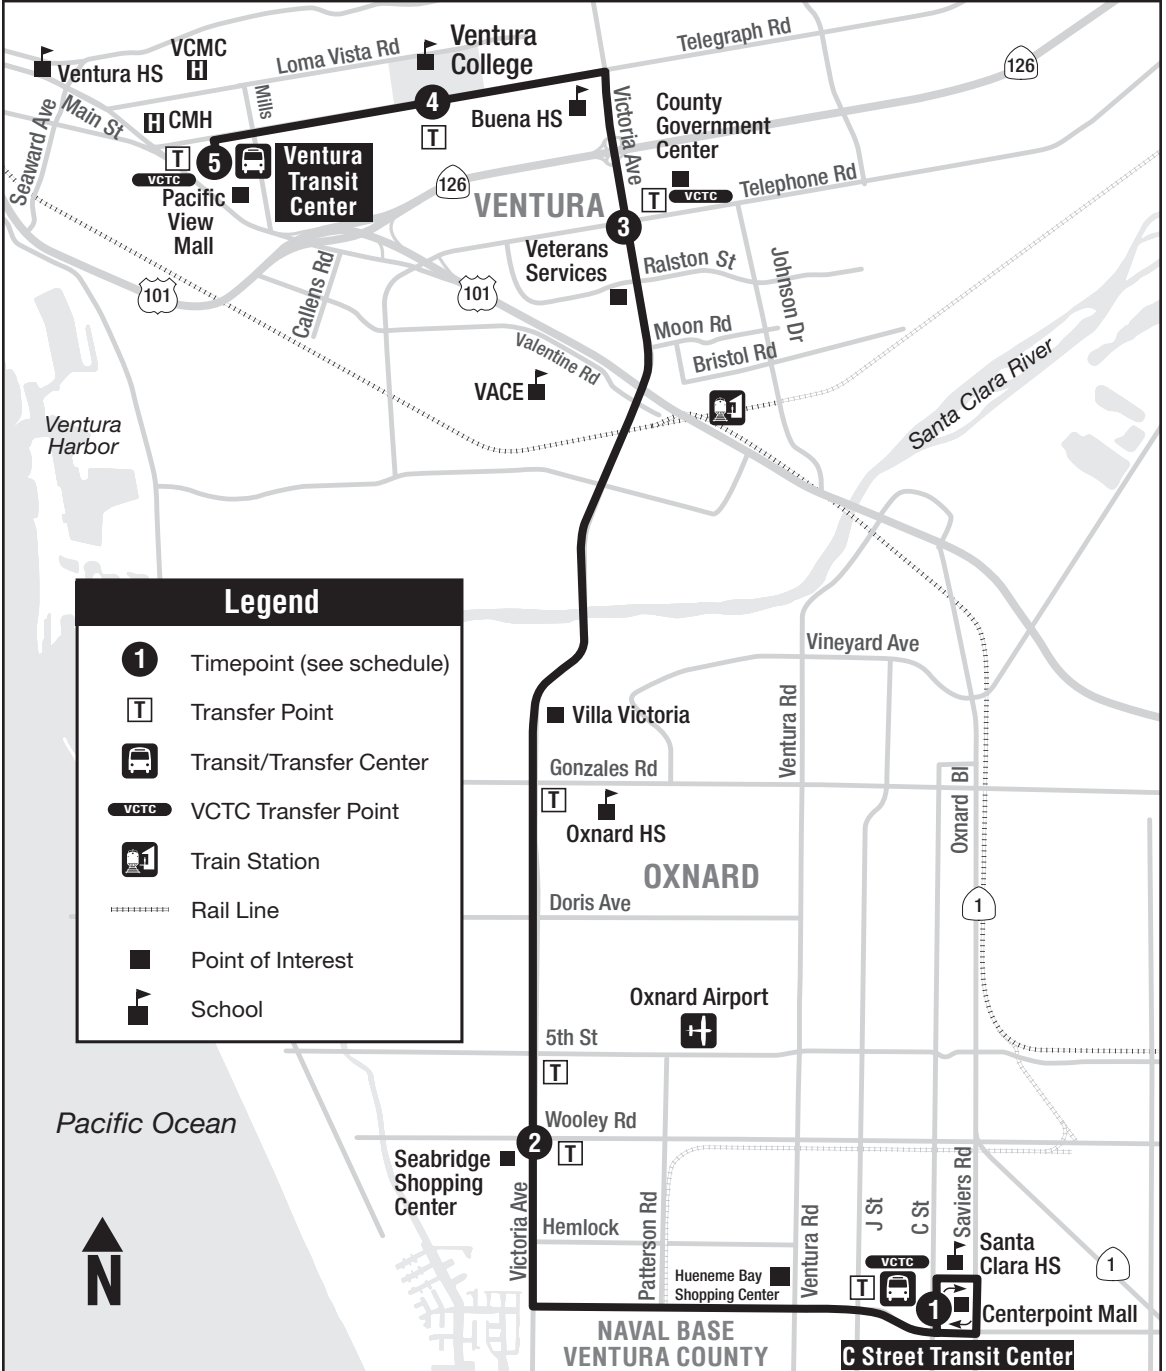 Telegraph Rd
126
Ventura
College
Loma Vista Rd
VCMC
H
Ventura HS
Mills
Main St
Seaward Ave
H CMH
4
T
Buena HS
Victoria Ave
County
Government
Center
T
5
VCTC
Pacific
View
Mall
Ventura
Transit
Center
126
VENTURA
T
VCTC
Telephone Rd
3
Veterans
Services
Ralston St
Johnson Dr
101
Callens Rd
101
Moon Rd
Bristol Rd
Valentine Rd
VACE
Santa Clara River
Ventura
Harbor
Legend
1 Timepoint (see schedule)
T Transfer Point
Transit/Transfer Center
VCTC VCTC Transfer Point
Train Station
Rail Line
Point of Interest
School
Vineyard Ave
Ventura Rd
Villa Victoria
Gonzales Rd
T
Oxnard HS
Oxnard Bl
OXNARD
Doris Ave
1
Oxnard Airport
5th St
T
Pacific Ocean
Wooley Rd
2
T
Seabridge
Shopping
Center
Victoria Ave
Hemlock
Patterson Rd
Ventura Rd
J St
C St
Saviers Rd
N
Hueneme Bay
Shopping Center
VCTC
T
Santa
Clara HS
1
1
Centerpoint Mall
NAVAL BASE
VENTURA COUNTY
C Street Transit Center